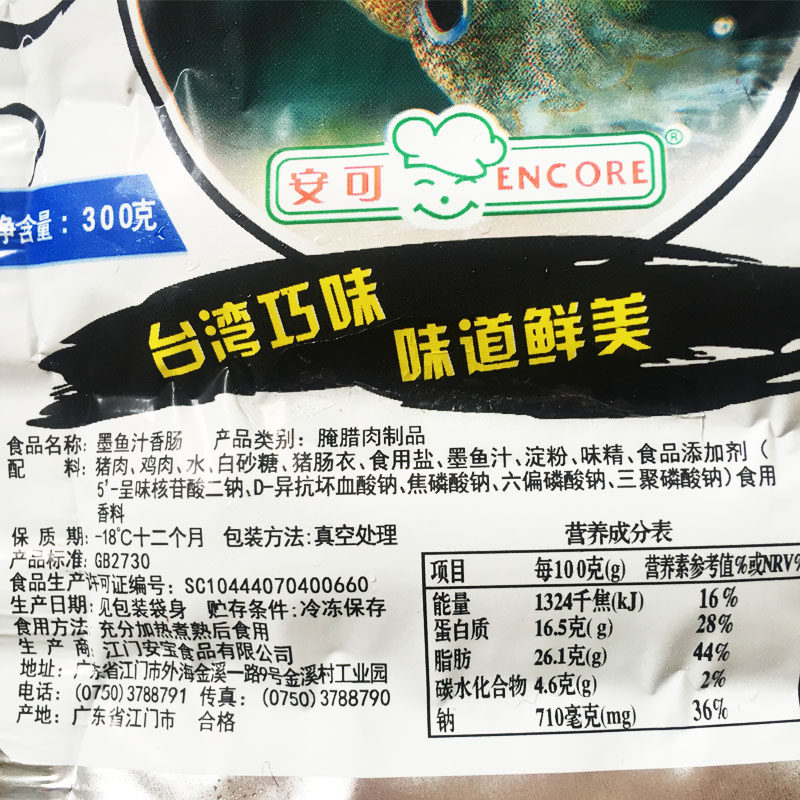 安可 ENCORE®
净含量：300克
台湾巧味
味道鲜美
食品名称：墨鱼汁香肠 产品类别：腌腊肉制品
配 料：猪肉、鸡肉、水、白砂糖、猪肠衣、食用盐、墨鱼汁、淀粉、味精、食品添加剂（
5'-呈味核苷酸二钠、D-异抗坏血酸钠、焦磷酸钠、六偏磷酸钠、三聚磷酸钠）食用
香料
保 质 期：-18℃十二个月 包装方法：真空处理
产品标准：GB2730
食品生产许可证编号：SC10444070400660
生产日期：见包装袋身 贮存条件：冷冻保存
食用方法：充分加热煮熟后食用
生 产 商：江门安宝食品有限公司
地址：广东省江门市外海金溪一路9号金溪村工业园
电话：(0750)3788791 传真：(0750)3788790
产地：广东省江门市 合格
营养成分表
项目 每100克(g) 营养素参考值%或NRV%
能量 1324千焦(kJ) 16%
蛋白质 16.5克(g) 28%
脂肪 26.1克(g) 44%
碳水化合物 4.6克(g) 2%
钠 710毫克(mg) 36%